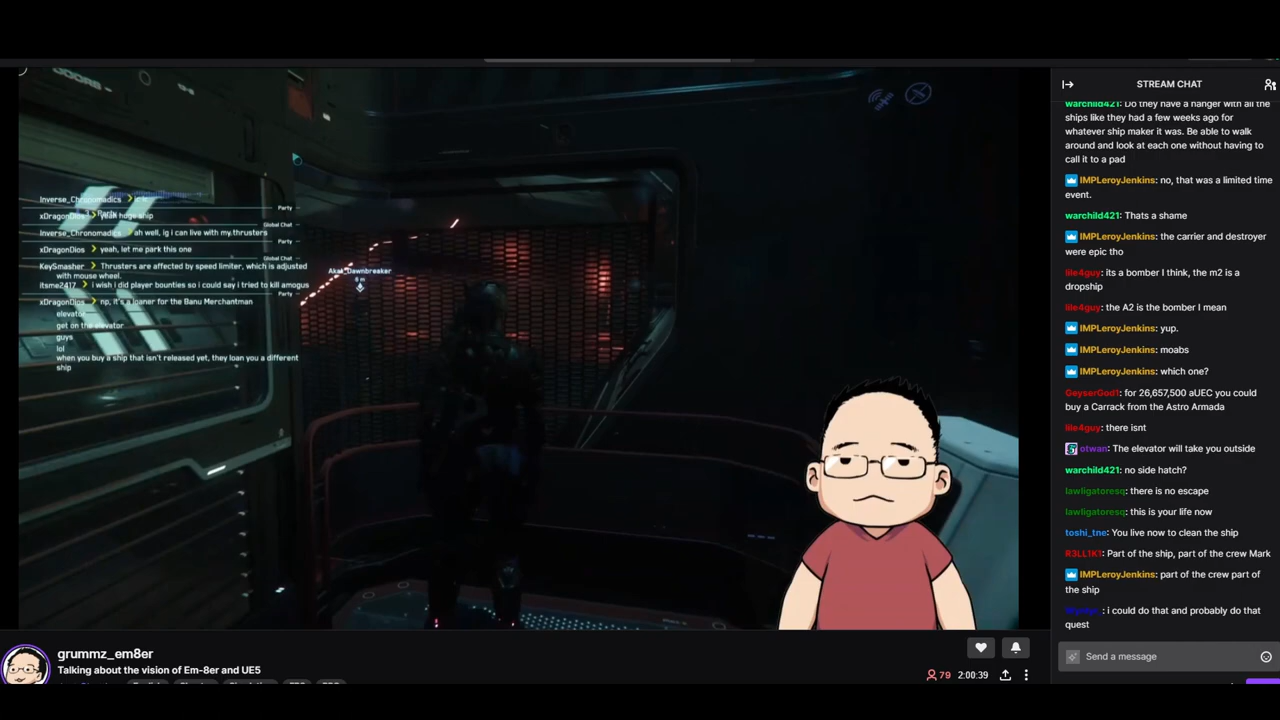 STREAM CHAT
warchild421: Do they have a hanger with all the
ships like they had a few weeks ago for
whatever ship maker it was. Be able to walk
around and look at each one without having to
call it to a pad
IMPLeroyJenkins: no, that was a limited time
event.
warchild421: Thats a shame
IMPLeroyJenkins: the carrier and destroyer
were epic tho
lile4guy: its a bomber I think, the m2 is a
dropship
lile4guy: the A2 is the bomber I mean
IMPLeroyJenkins: yup.
IMPLeroyJenkins: moabs
IMPLeroyJenkins: which one?
GeyserGod1: for 26,657,500 aUEC you could
buy a Carrack from the Astro Armada
lile4guy: there isnt
otwan: The elevator will take you outside
warchild421: no side hatch?
lawligatoresq: there is no escape
lawligatoresq: this is your life now
toshi_tne: You live now to clean the ship
R3LL1K1: Part of the ship, part of the crew Mark
IMPLeroyJenkins: part of the crew part of
the ship
: i could do that and probably do that
quest
Send a message
Inverse_Chronomadics
Party
xDragonDios > yeah huge ship
Global Chat
Inverse_Chronomadics > ah well, ig i can live with my thrusters
Party
xDragonDios > yeah, let me park this one
Global Chat
KeySmasher > Thrusters are affected by speed limiter, which is adjusted
with mouse wheel.
itsme2417 > i wish i did player bounties so i could say i tried to kill amogus
Party
xDragonDios > np, it's a loaner for the Banu Merchantman
elevator
get on the elevator
guys
lol
when you buy a ship that isn't released yet, they loan you a different
ship
Akak_Dawnbreaker
grummz_em8er
Talking about the vision of Em-8er and UE5
79 2:00:39